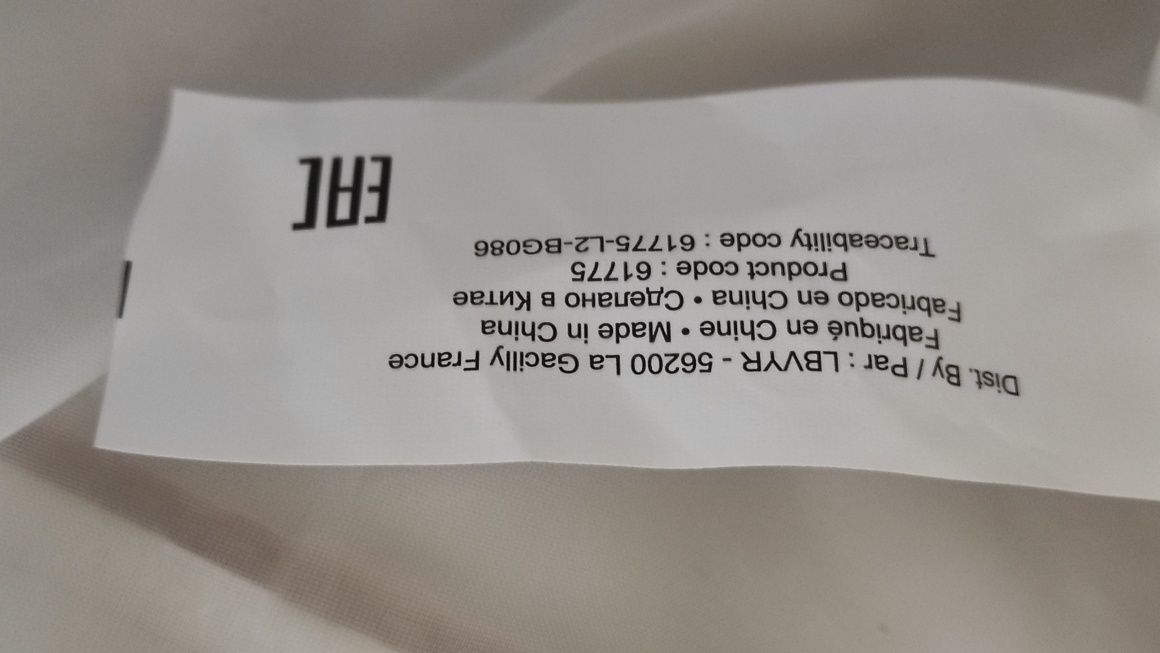 Dist. By / Par : LBVYR - 56200 La Gacilly France
Fabriqué en Chine • Made in China
Fabricado en China • Сделано в Китае
Product code : 61775
Traceability code : 61775-L2-BG086
EAC